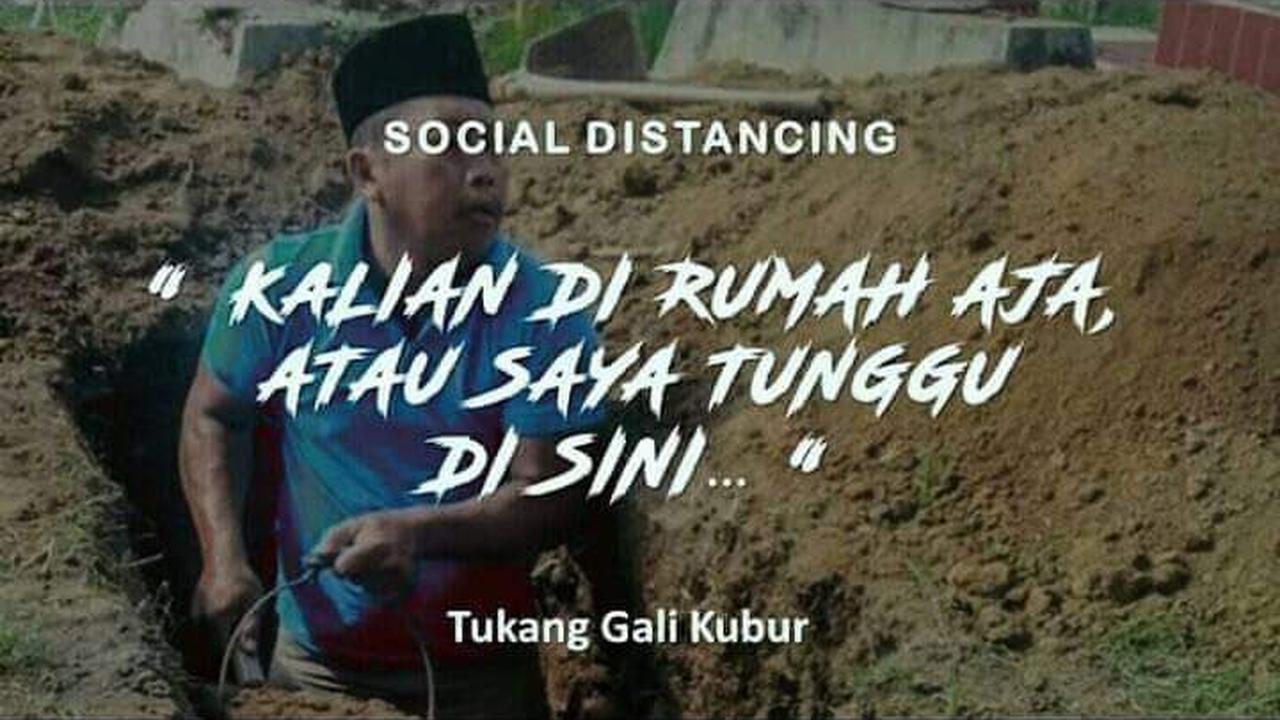 SOCIAL DISTANCING
“ KALIAN DI RUMAH AJA,
ATAU SAYA TUNGGU
DI SINI... “
Tukang Gali Kubur